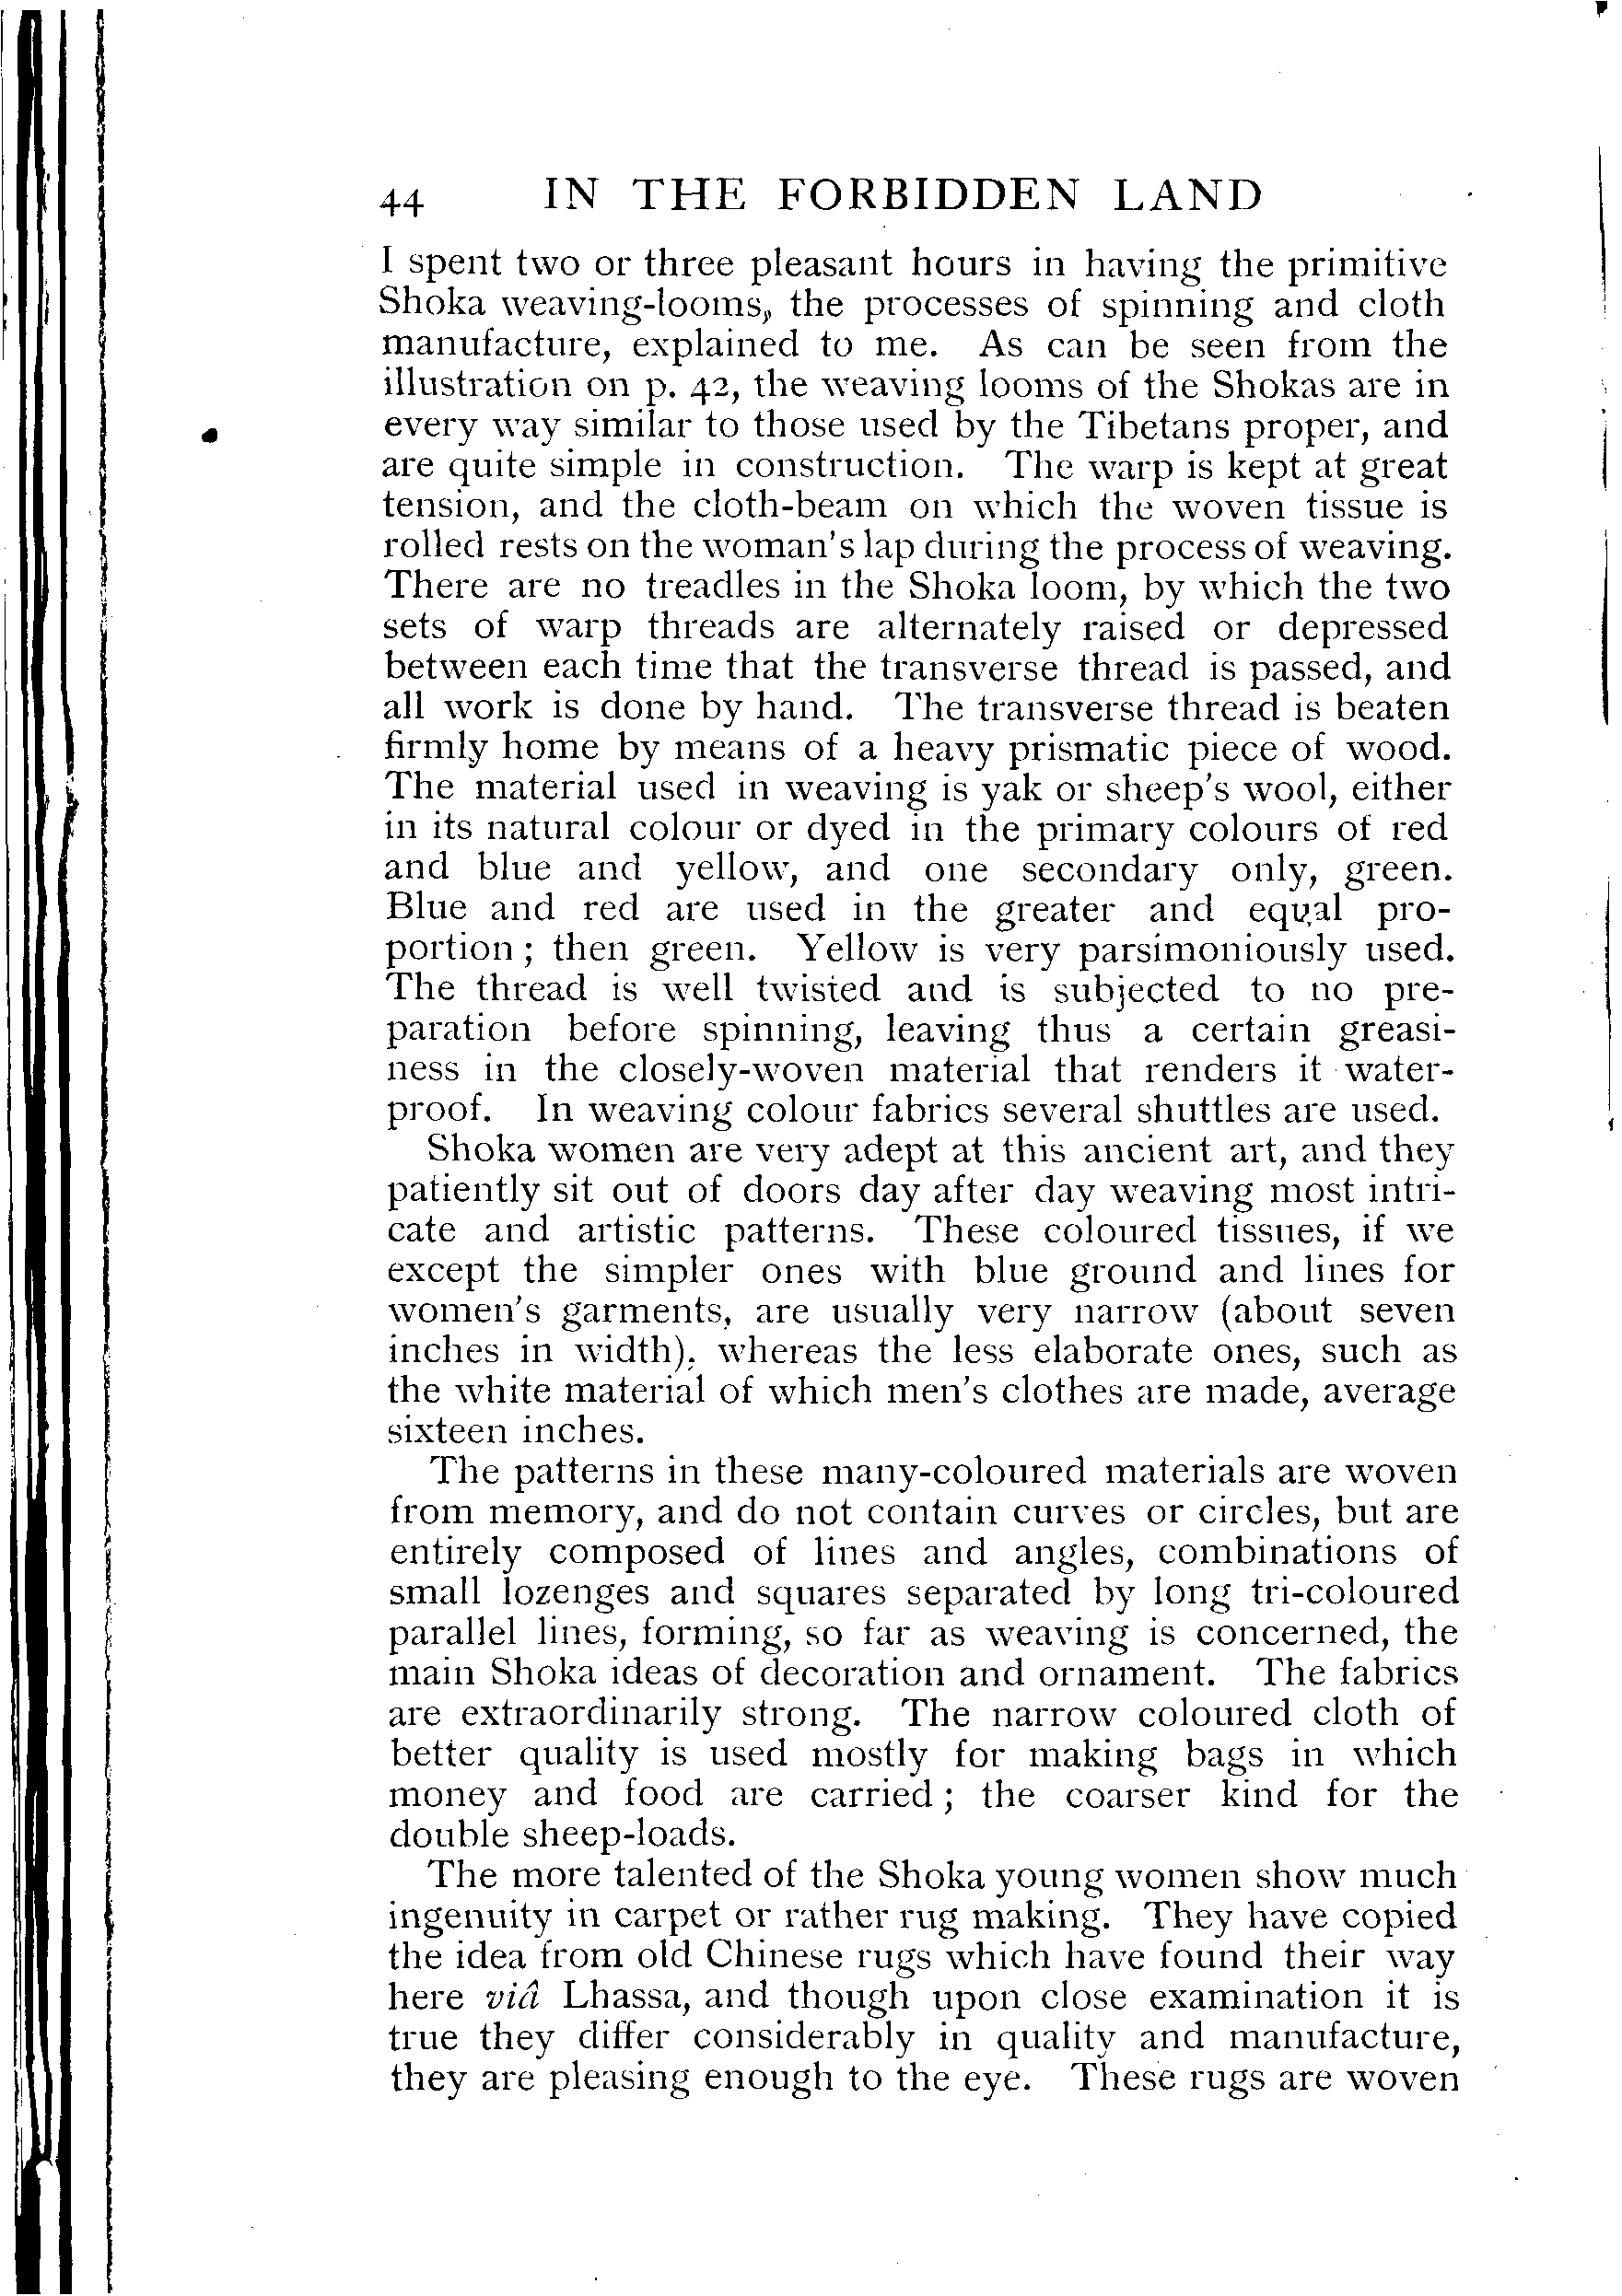 44 IN THE FORBIDDEN LAND
I spent two or three pleasant hours in having the primitive
Shoka weaving-looms, the processes of spinning and cloth
manufacture, explained to me. As can be seen from the
illustration on p. 42, the weaving looms of the Shokas are in
every way similar to those used by the Tibetans proper, and
are quite simple in construction. The warp is kept at great
tension, and the cloth-beam on which the woven tissue is
rolled rests on the woman's lap during the process of weaving.
There are no treadles in the Shoka loom, by which the two
sets of warp threads are alternately raised or depressed
between each time that the transverse thread is passed, and
all work is done by hand. The transverse thread is beaten
firmly home by means of a heavy prismatic piece of wood.
The material used in weaving is yak or sheep's wool, either
in its natural colour or dyed in the primary colours of red
and blue and yellow, and one secondary only, green.
Blue and red are used in the greater and equal pro-
portion; then green. Yellow is very parsimoniously used.
The thread is well twisted and is subjected to no pre-
paration before spinning, leaving thus a certain greasi-
ness in the closely-woven material that renders it water-
proof. In weaving colour fabrics several shuttles are used.
Shoka women are very adept at this ancient art, and they
patiently sit out of doors day after day weaving most intri-
cate and artistic patterns. These coloured tissues, if we
except the simpler ones with blue ground and lines for
women's garments, are usually very narrow (about seven
inches in width), whereas the less elaborate ones, such as
the white material of which men's clothes are made, average
sixteen inches.
The patterns in these many-coloured materials are woven
from memory, and do not contain curves or circles, but are
entirely composed of lines and angles, combinations of
small lozenges and squares separated by long tri-coloured
parallel lines, forming, so far as weaving is concerned, the
main Shoka ideas of decoration and ornament. The fabrics
are extraordinarily strong. The narrow coloured cloth of
better quality is used mostly for making bags in which
money and food are carried; the coarser kind for the
double sheep-loads.
The more talented of the Shoka young women show much
ingenuity in carpet or rather rug making. They have copied
the idea from old Chinese rugs which have found their way
here viâ Lhassa, and though upon close examination it is
true they differ considerably in quality and manufacture,
they are pleasing enough to the eye. These rugs are woven